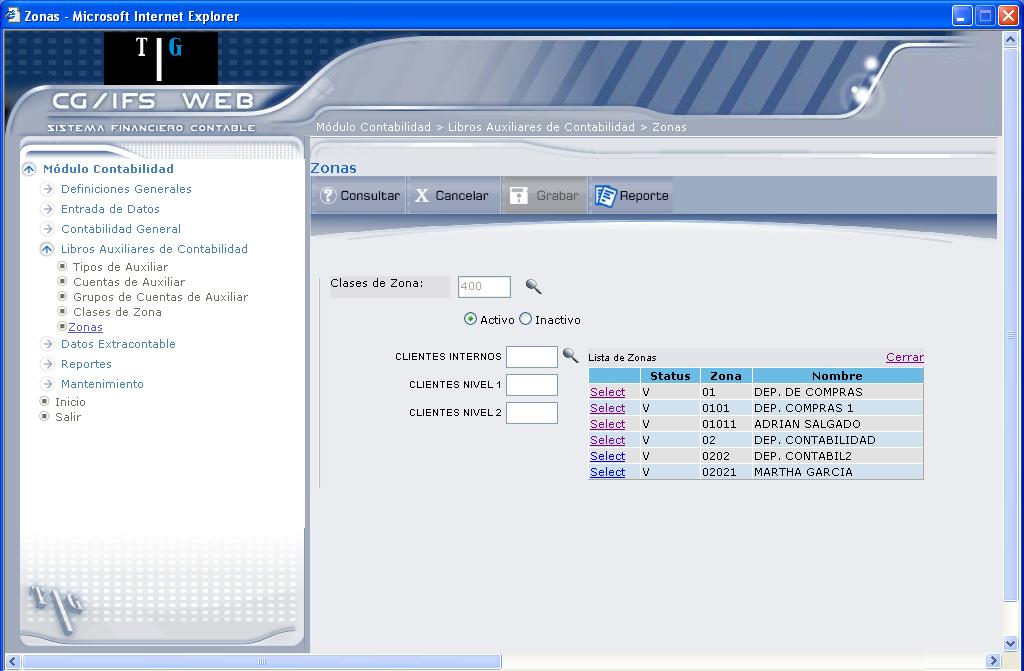 Zonas - Microsoft Internet Explorer
T G
CG/IFS WEB
SISTEMA FINANCIERO CONTABLE
Módulo Contabilidad > Libros Auxiliares de Contabilidad > Zonas
Módulo Contabilidad
Definiciones Generales
Entrada de Datos
Contabilidad General
Libros Auxiliares de Contabilidad
Tipos de Auxiliar
Cuentas de Auxiliar
Grupos de Cuentas de Auxiliar
Clases de Zona
Zonas
Datos Extracontable
Reportes
Mantenimiento
Inicio
Salir
T G
Zonas
Consultar X Cancelar Grabar Reporte
Clases de Zona: 400
Activo Inactivo
CLIENTES INTERNOS
CLIENTES NIVEL 1
CLIENTES NIVEL 2
Lista de Zonas Cerrar
Status Zona Nombre
Select V 01 DEP. DE COMPRAS
Select V 0101 DEP. COMPRAS 1
Select V 01011 ADRIAN SALGADO
Select V 02 DEP. CONTABILIDAD
Select V 0202 DEP. CONTABIL2
Select V 02021 MARTHA GARCIA